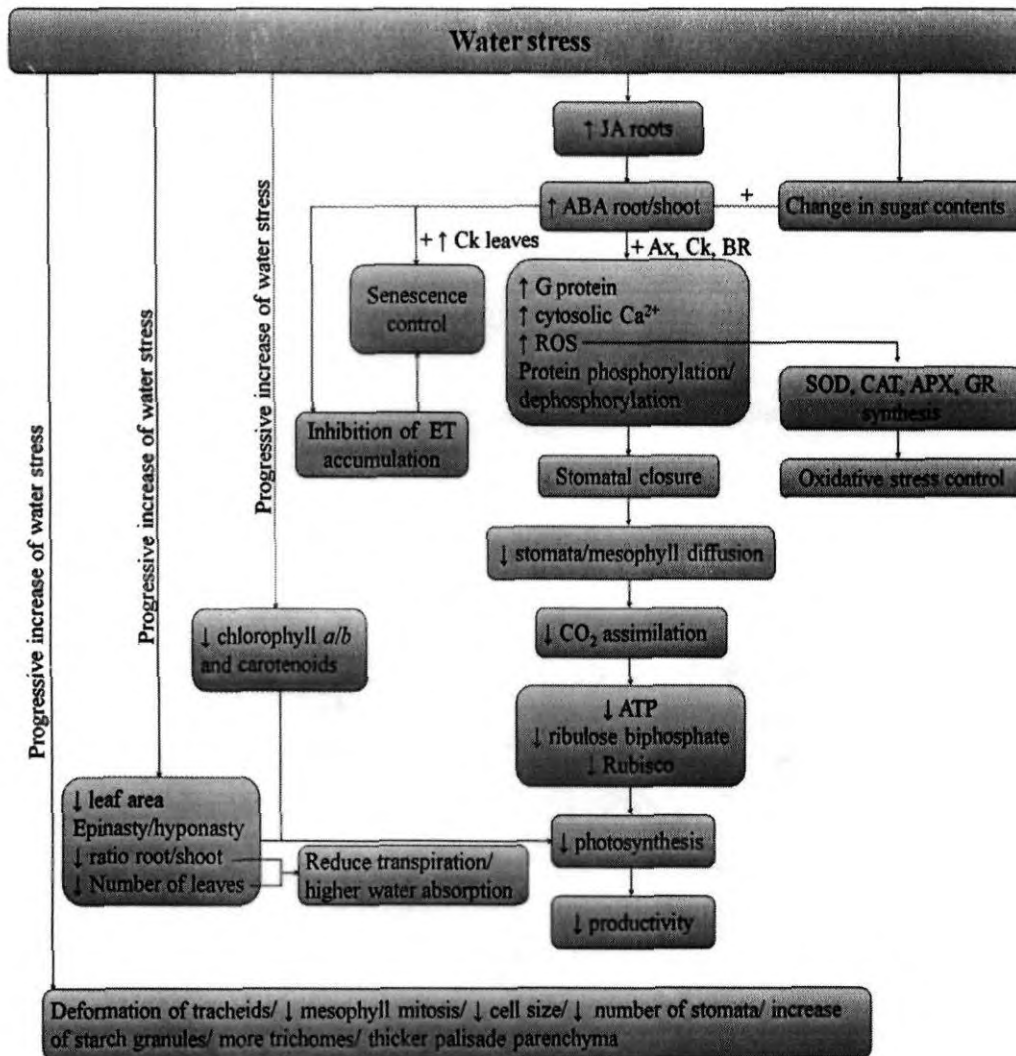 Water stress
↑ JA roots
↑ ABA root/shoot
+
Change in sugar contents
+ ↑ Ck leaves
+ Ax, Ck, BR
Senescence
control
↑ G protein
↑ cytosolic Ca²⁺
↑ ROS
Protein phosphorylation/
dephosphorylation
SOD, CAT, APX, GR
synthesis
Inhibition of ET
accumulation
Stomatal closure
Oxidative stress control
↓ stomata/mesophyll diffusion
Progressive increase of water stress
Progressive increase of water stress
Progressive increase of water stress
↓ chlorophyll a/b
and carotenoids
↓ CO₂ assimilation
↓ ATP
↓ ribulose biphosphate
↓ Rubisco
↓ leaf area
Epinasty/hyponasty
↓ ratio root/shoot
↓ Number of leaves
Reduce transpiration/
higher water absorption
↓ photosynthesis
↓ productivity
Deformation of tracheids/ ↓ mesophyll mitosis/ ↓ cell size/ ↓ number of stomata/ increase
of starch granules/ more trichomes/ thicker palisade parenchyma